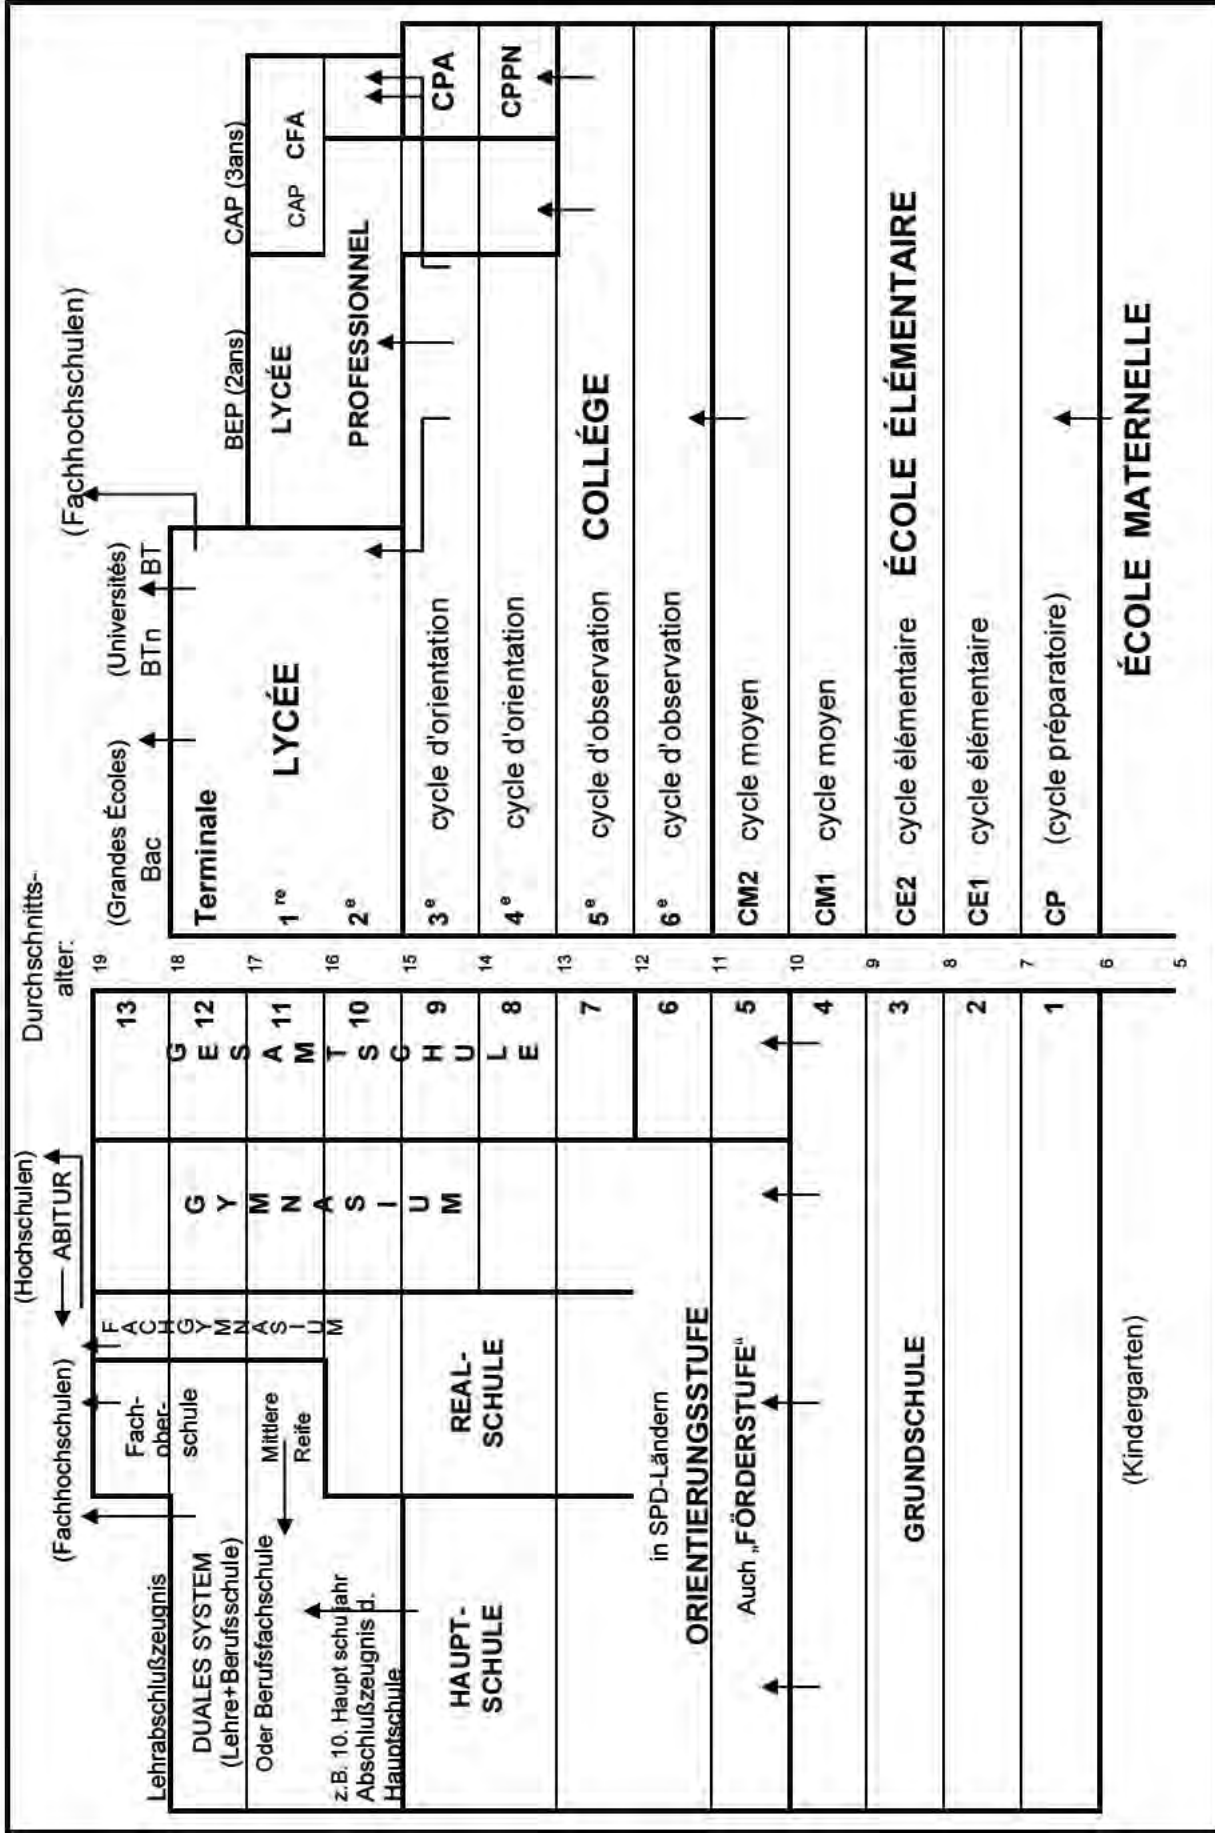 Durchschnitts-
alter:
(Hochschulen)
ABITUR
(Fachhochschulen)
Lehrabschlußzeugnis
DUALES SYSTEM
(Lehre+Berufsschule)
Oder Berufsfachschule
z.B. 10. Haupt schuljahr
Abschlußzeugnis d.
Hauptschule
Fach-
ober-
schule
Mittlere
Reife
FACHGYMNASIUM
GYMNASIUM
GESAMTSCHULE
HAUPT-
SCHULE
REAL-
SCHULE
in SPD-Ländern
ORIENTIERUNGSSTUFE
Auch „FÖRDERSTUFE“
GRUNDSCHULE
(Kindergarten)
13
12
11
10
9
8
7
6
5
4
3
2
1
19
18
17
16
15
14
13
12
11
10
9
8
7
6
5
(Grandes Écoles) (Universités)
Bac BTn BT
(Fachhochschulen)
BEP (2ans) CAP (3ans)
Terminale
1re LYCÉE
2e
LYCÉE
PROFESSIONNEL
CAP CFA
3e cycle d'orientation
CPA
4e cycle d'orientation
CPPN
5e cycle d'observation COLLÉGE
6e cycle d'observation
CM2 cycle moyen
CM1 cycle moyen
CE2 cycle élémentaire ÉCOLE ÉLÉMENTAIRE
CE1 cycle élémentaire
CP (cycle préparatoire)
ÉCOLE MATERNELLE